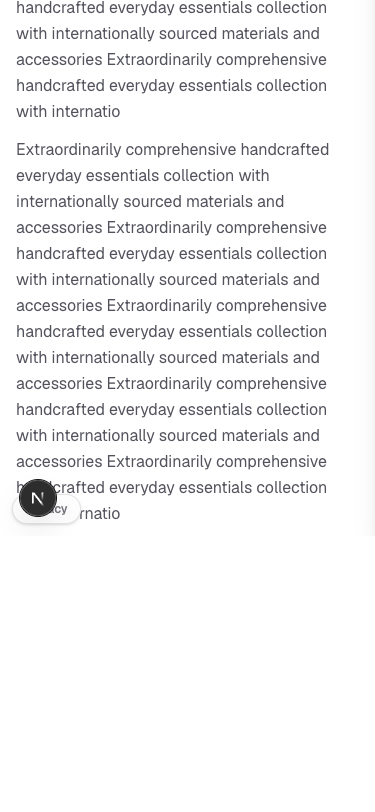 handcrafted everyday essentials collection
with internationally sourced materials and
accessories Extraordinarily comprehensive
handcrafted everyday essentials collection
with internatio
Extraordinarily comprehensive handcrafted
everyday essentials collection with
internationally sourced materials and
accessories Extraordinarily comprehensive
handcrafted everyday essentials collection
with internationally sourced materials and
accessories Extraordinarily comprehensive
handcrafted everyday essentials collection
with internationally sourced materials and
accessories Extraordinarily comprehensive
handcrafted everyday essentials collection
with internationally sourced materials and
accessories Extraordinarily comprehensive
everyday essentials collection
N